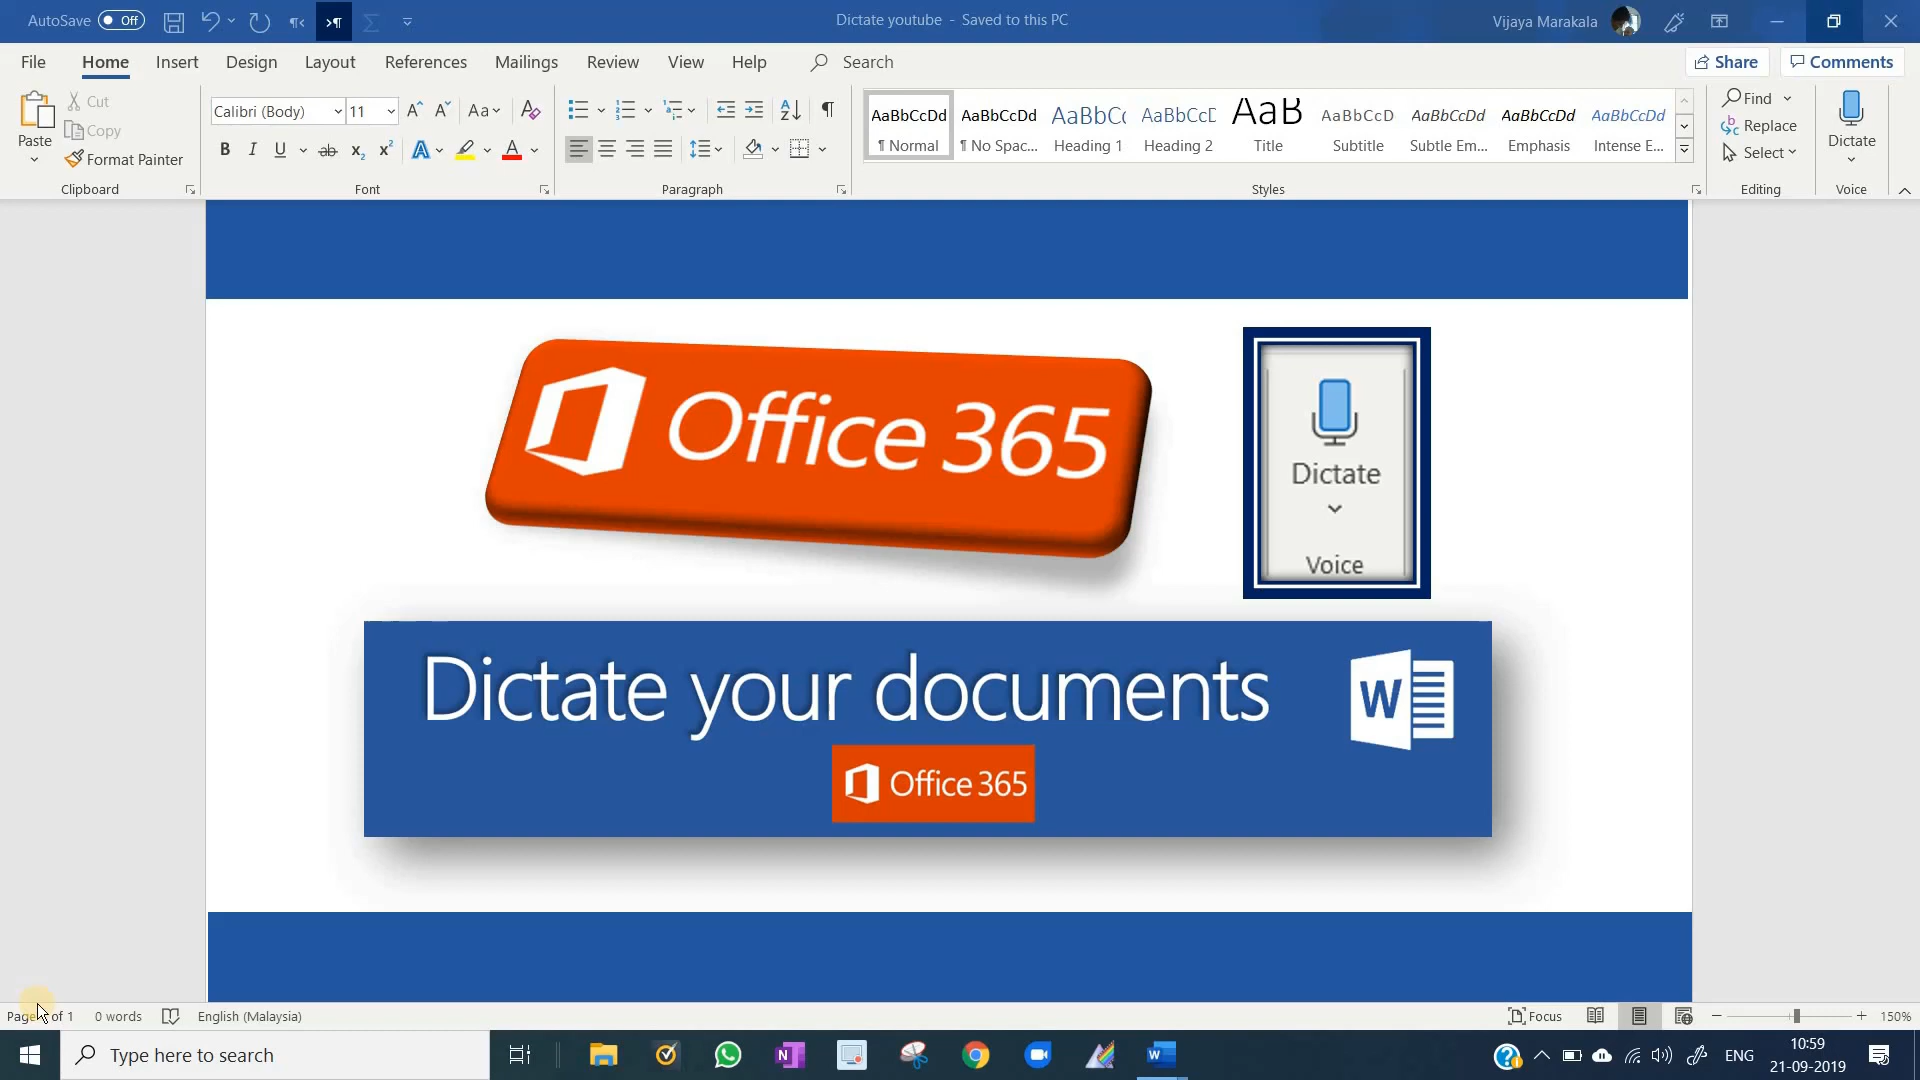 AutoSave Off
Dictate youtube - Saved to this PC
Vijaya Marakala
File Home Insert Design Layout References Mailings Review View Help Search
Share Comments
Paste
Cut
Copy
Format Painter
Clipboard
Calibri (Body) 11
Font
Paragraph
AaBbCcDd AaBbCcDd AaBbCc AaBbCcD AaB AaBbCcD AaBbCcDd AaBbCcDd AaBbCcDd
¶ Normal ¶ No Spac... Heading 1 Heading 2 Title Subtitle Subtle Em... Emphasis Intense E...
Styles
Find
Replace
Select
Editing
Dictate
Voice
Office 365
Dictate
Voice
Dictate your documents
W
Office 365
Page of 1 0 words English (Malaysia)
Focus
150%
Type here to search
ENG
10:59
21-09-2019